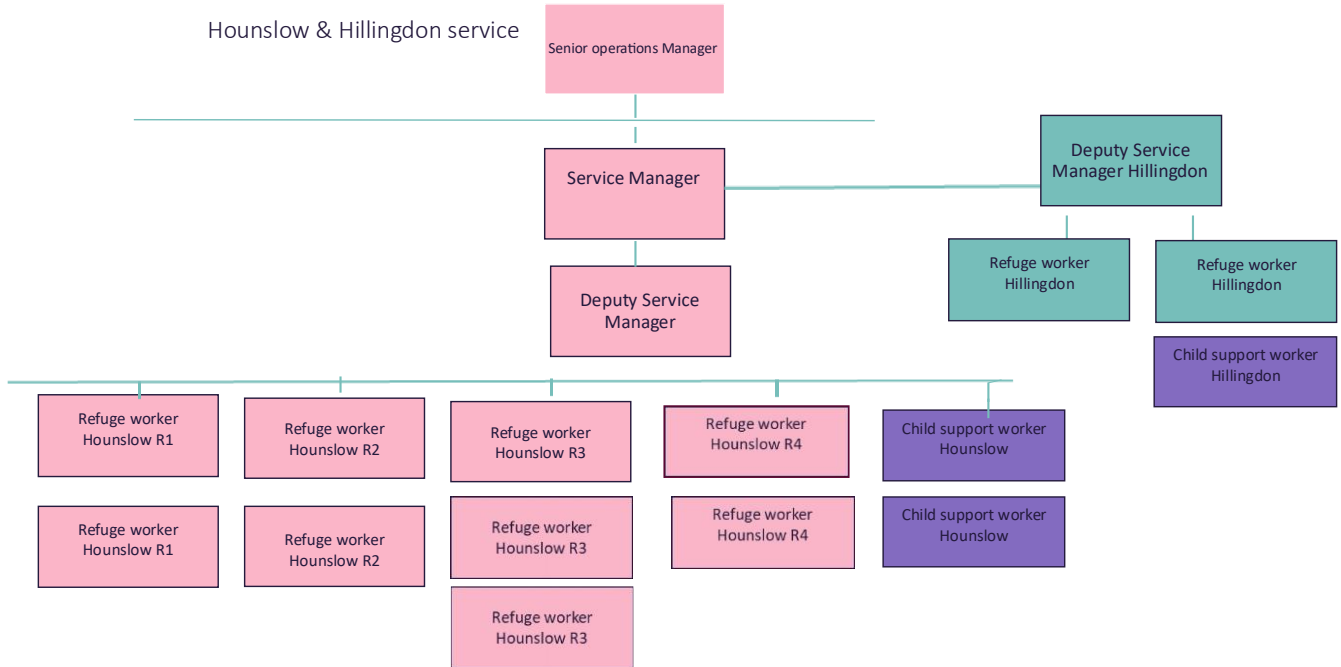 Hounslow & Hillingdon service
Senior operations Manager
Service Manager
Deputy Service
Manager Hillingdon
Refuge worker
Hillingdon
Refuge worker
Hillingdon
Child support worker
Hillingdon
Deputy Service
Manager
Refuge worker
Hounslow R1
Refuge worker
Hounslow R2
Refuge worker
Hounslow R3
Refuge worker
Hounslow R4
Child support worker
Hounslow
Refuge worker
Hounslow R1
Refuge worker
Hounslow R2
Refuge worker
Hounslow R3
Refuge worker
Hounslow R4
Child support worker
Hounslow
Refuge worker
Hounslow R3